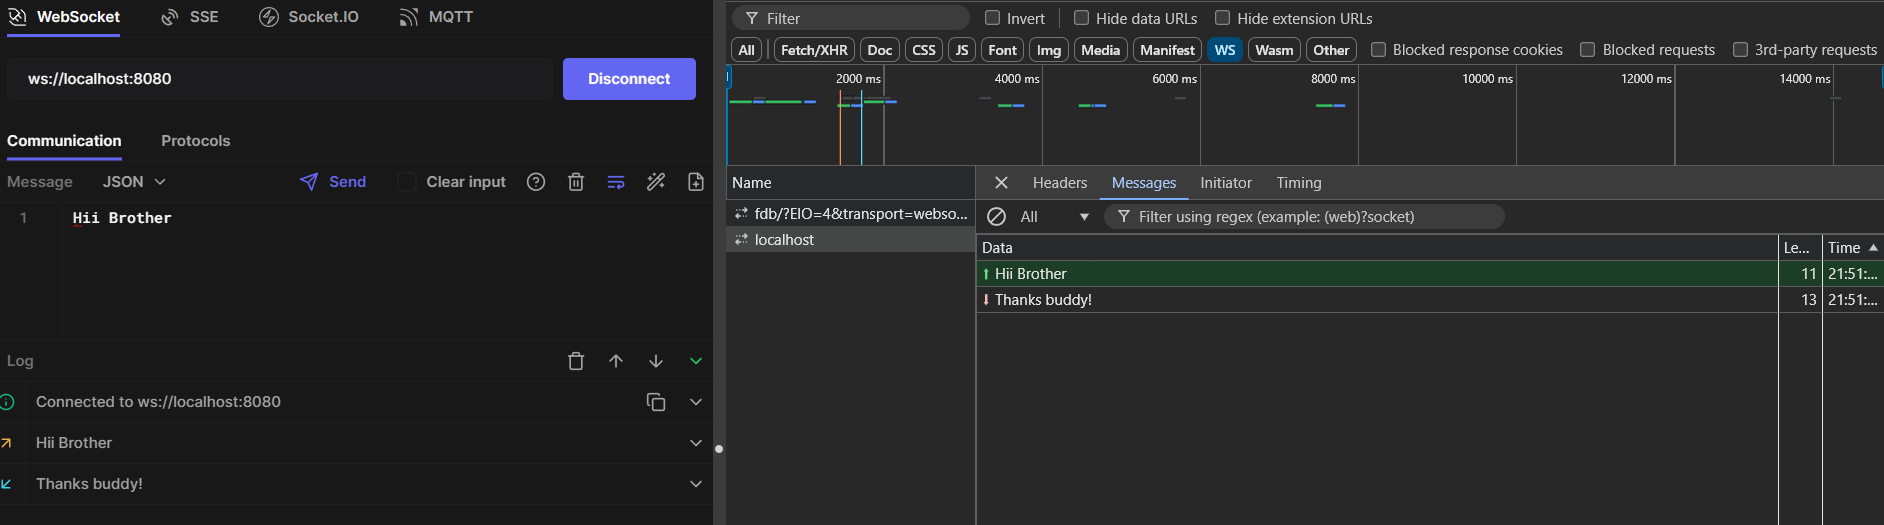 WebSocket SSE Socket.IO MQTT
ws://localhost:8080 Disconnect
Communication Protocols
Message JSON Send Clear input
1 Hii Brother
Log
Connected to ws://localhost:8080
Hii Brother
Thanks buddy!
Filter Invert Hide data URLs Hide extension URLs
All Fetch/XHR Doc CSS JS Font Img Media Manifest WS Wasm Other Blocked response cookies Blocked requests 3rd-party requests
2000 ms 4000 ms 6000 ms 8000 ms 10000 ms 12000 ms 14000 ms
Name
fdb/?EIO=4&transport=webso...
localhost
Headers Messages Initiator Timing
All Filter using regex (example: (web)?socket)
Data Le... Time
Hii Brother 11 21:51:...
Thanks buddy! 13 21:51:...